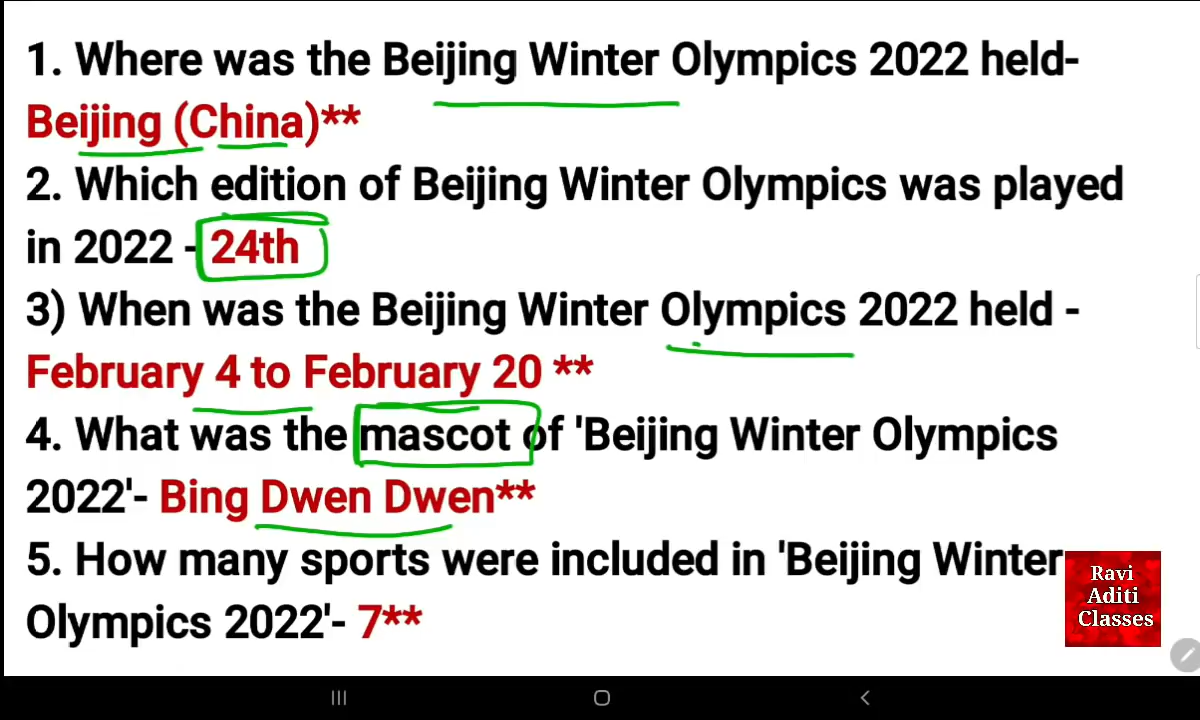 1. Where was the Beijing Winter Olympics 2022 held-
Beijing (China)**
2. Which edition of Beijing Winter Olympics was played
in 2022 - 24th
3) When was the Beijing Winter Olympics 2022 held -
February 4 to February 20 **
4. What was the mascot of 'Beijing Winter Olympics
2022'- Bing Dwen Dwen**
5. How many sports were included in 'Beijing Winter
Olympics 2022'- 7**
Ravi
Aditi
Classes